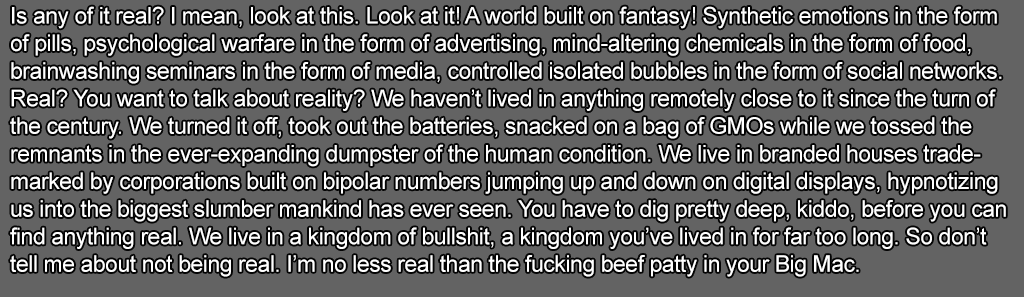 Is any of it real? I mean, look at this. Look at it! A world built on fantasy! Synthetic emotions in the form
of pills, psychological warfare in the form of advertising, mind-altering chemicals in the form of food,
brainwashing seminars in the form of media, controlled isolated bubbles in the form of social networks.
Real? You want to talk about reality? We haven't lived in anything remotely close to it since the turn of
the century. We turned it off, took out the batteries, snacked on a bag of GMOs while we tossed the
remnants in the ever-expanding dumpster of the human condition. We live in branded houses trade-
marked by corporations built on bipolar numbers jumping up and down on digital displays, hypnotizing
us into the biggest slumber mankind has ever seen. You have to dig pretty deep, kiddo, before you can
find anything real. We live in a kingdom of bullshit, a kingdom you've lived in for far too long. So don't
tell me about not being real. I'm no less real than the fucking beef patty in your Big Mac.